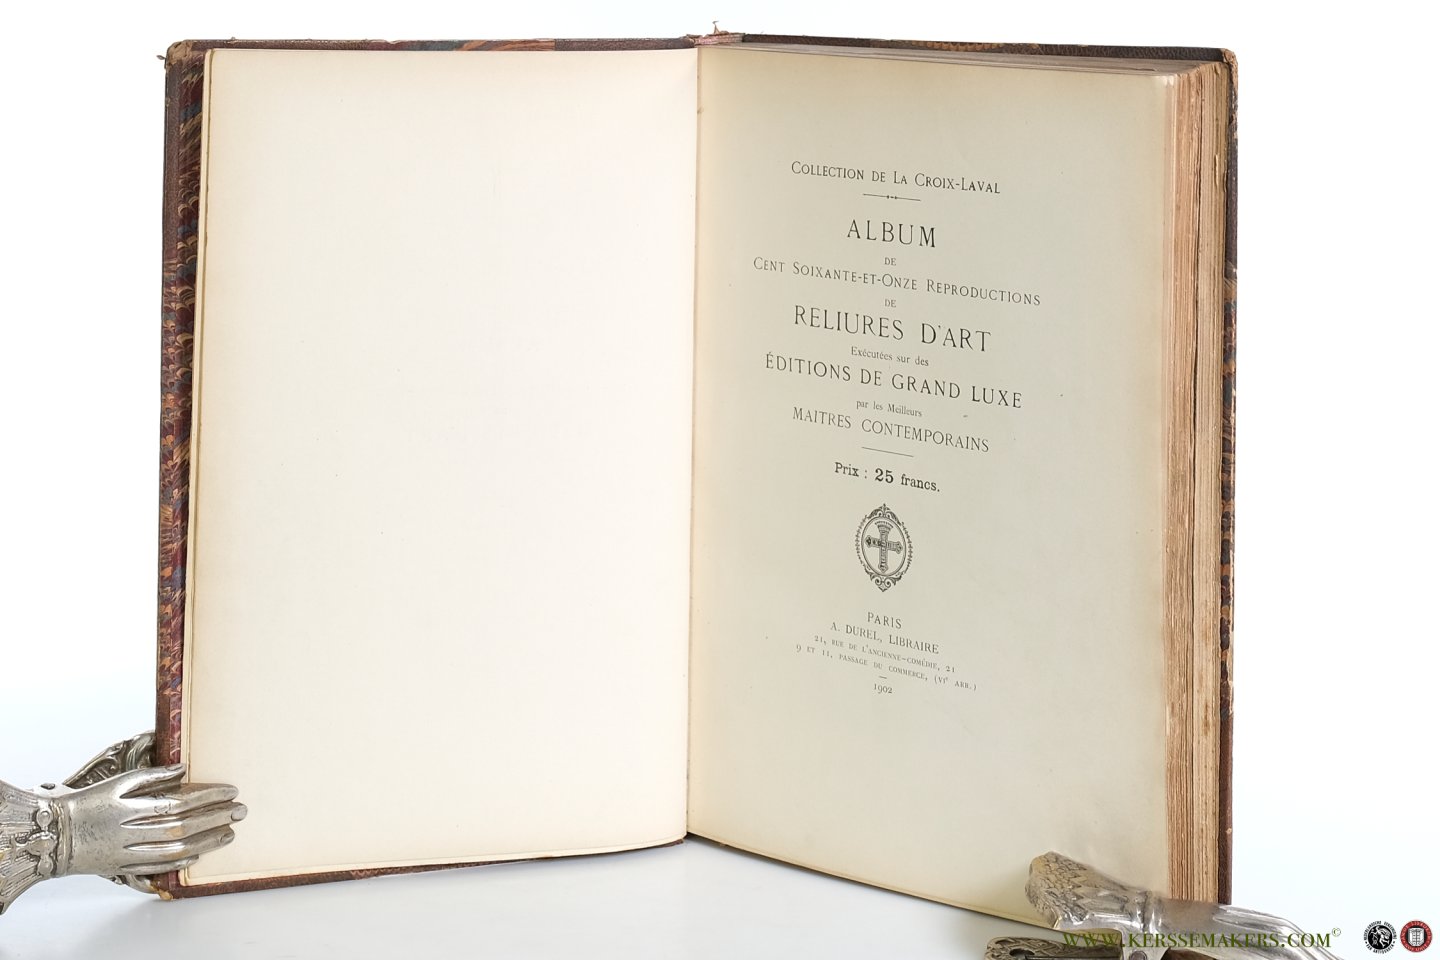 Collection de La Croix-Laval
ALBUM
DE
Cent Soixante-et-Onze Reproductions
DE
RELIURES D'ART
Exécutées sur des
ÉDITIONS DE GRAND LUXE
par les Meilleurs
MAITRES CONTEMPORAINS
Prix : 25 francs.
PARIS
A. DUREL, LIBRAIRE
21, RUE DE L'ANCIENNE-COMÉDIE, 21
9 ET 11, PASSAGE DU COMMERCE, (VIe ARR.)
1902
WWW.KERSSEMAKERS.COM©